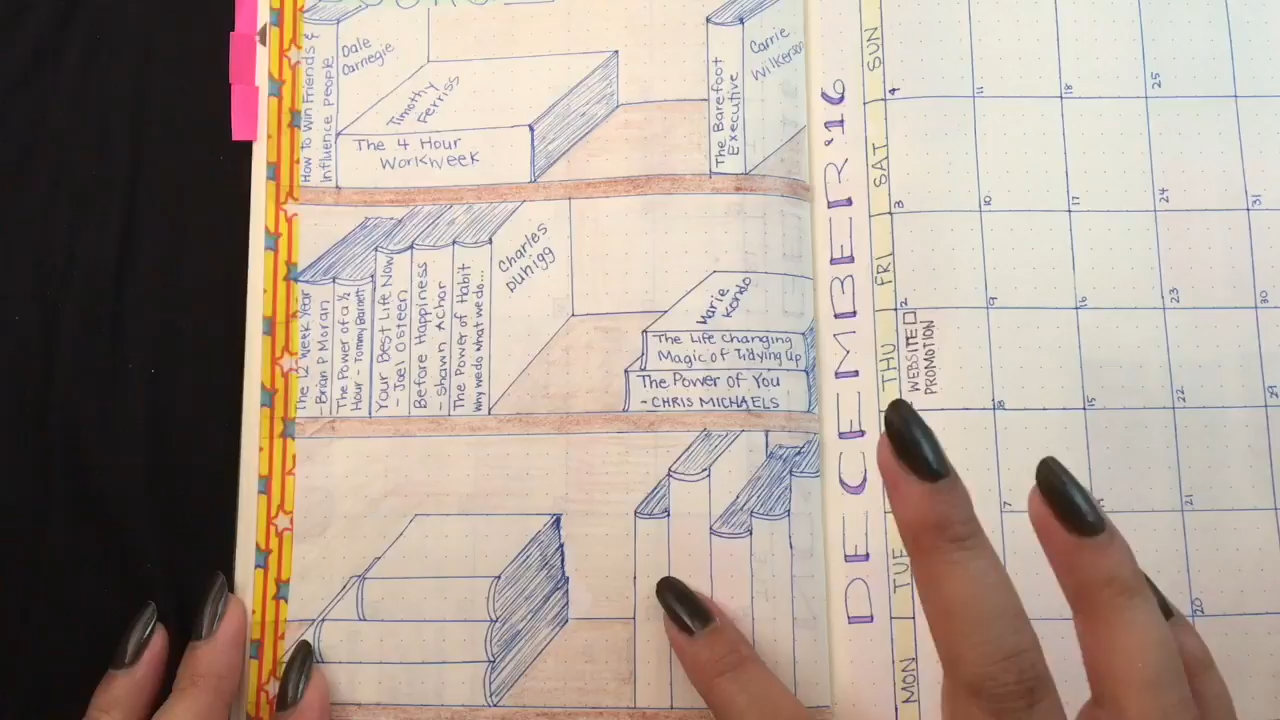 How to Win Friends &
Influence People
Dale
Carnegie
Timothy
Ferriss
The 4 Hour
Workweek
The Barefoot
Executive
Carrie
Wilkerson
The 12 Week Year
Brian P Moran
The Power of a ½
Hour - Tommy Barnett
Your Best Life Now
- Joel Osteen
Before Happiness
- Shawn Achor
The Power of Habit
Why we do what we do...
Charles
Duhigg
Marie
Kondo
The Life Changing
Magic of Tidying Up
The Power of You
- CHRIS MICHAELS
DECEMBER '16
SUN
4
11
18
25
SAT
3
10
17
24
31
FRI
2
9
16
23
30
THU
WEBSITE
PROMOTION
8
15
22
29
7
21
TUE
20
MON